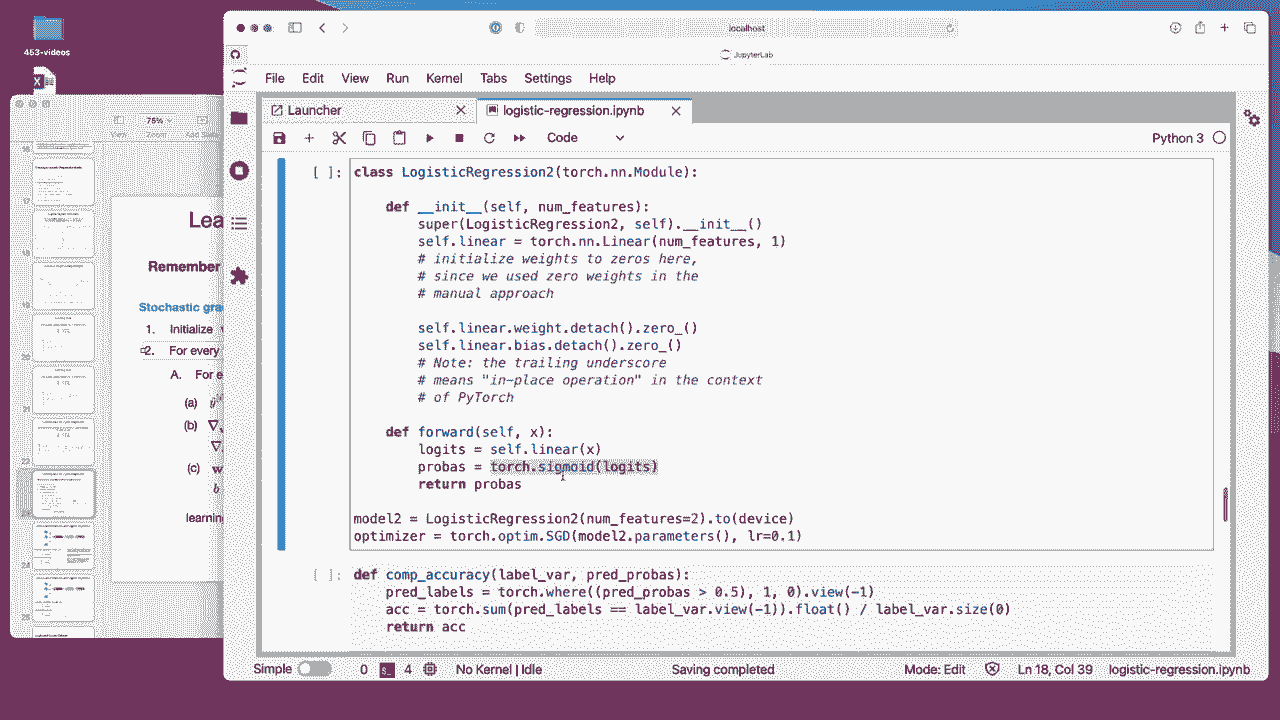 453-videos
localhost
JupyterLab
File Edit View Run Kernel Tabs Settings Help
Launcher
logistic-regression.ipynb
Code
Python 3
75%
View Zoom
Lea
Remember
Stochastic gra
1. Initialize
2. For every
A. For e
(a)
(b)
(c)
learning
[ ]: class LogisticRegression2(torch.nn.Module):
def __init__(self, num_features):
super(LogisticRegression2, self).__init__()
self.linear = torch.nn.Linear(num_features, 1)
# initialize weights to zeros here,
# since we used zero weights in the
# manual approach
self.linear.weight.detach().zero_()
self.linear.bias.detach().zero_()
# Note: the trailing underscore
# means "in-place operation" in the context
# of PyTorch
def forward(self, x):
logits = self.linear(x)
probas = torch.sigmoid(logits)
return probas
model2 = LogisticRegression2(num_features=2).to(device)
optimizer = torch.optim.SGD(model2.parameters(), lr=0.1)
[ ]: def comp_accuracy(label_var, pred_probas):
pred_labels = torch.where((pred_probas > 0.5), 1, 0).view(-1)
acc = torch.sum(pred_labels == label_var.view(-1)).float() / label_var.size(0)
return acc
Simple 0 4 No Kernel | Idle Saving completed Mode: Edit Ln 18, Col 39 logistic-regression.ipynb